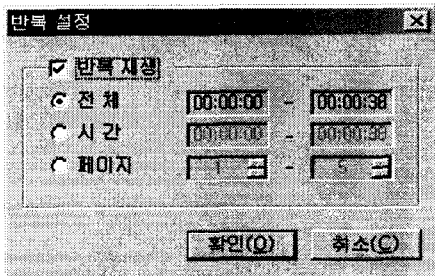 반복 설정
반복 재생
전 체 00:00:00 - 00:00:38
시 간 00:00:00 - 00:00:38
페이지 1 - 5
확인(O) 취소(C)